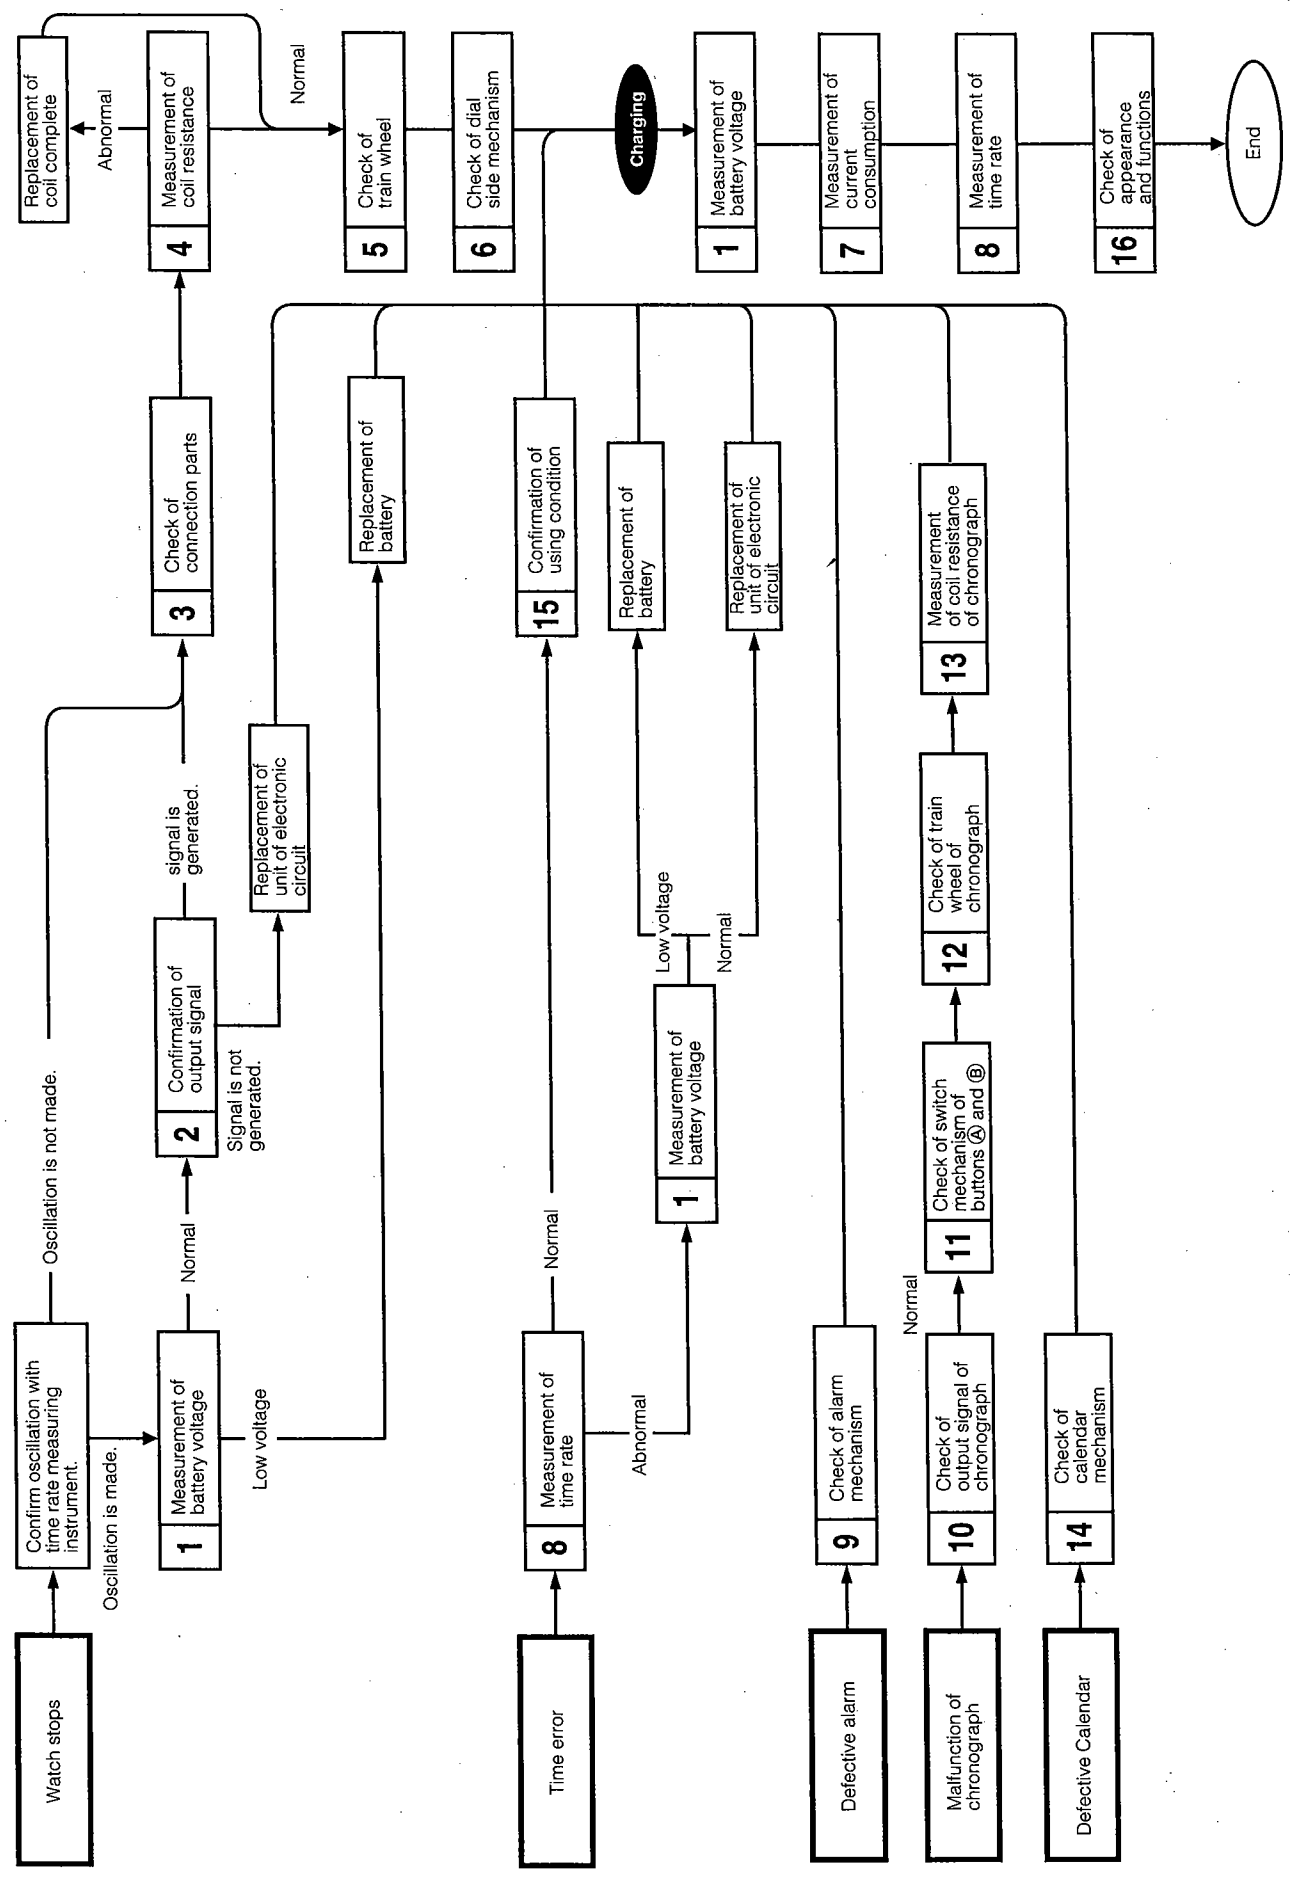 Watch stops
Confirm oscillation with
time rate measuring
instrument.
Oscillation is not made.
Oscillation is made.
1
Measurement of
battery voltage
Normal
Low voltage
2
Confirmation of
output signal
signal is
generated.
Signal is not
generated.
Replacement of
unit of electronic
circuit
Replacement of
battery
3
Check of
connection parts
4
Measurement of
coil resistance
Abnormal
Replacement of
coil complete
Normal
5
Check of
train wheel
6
Check of dial
side mechanism
Time error
8
Measurement of
time rate
Normal
Abnormal
15
Confirmation of
using condition
1
Measurement of
battery voltage
Low voltage
Normal
Replacement of
battery
Replacement of
unit of electronic
circuit
Defective alarm
9
Check of alarm
mechanism
Malfunction of
chronograph
10
Check of
output signal of
chronograph
Normal
11
Check of switch
mechanism of
buttons Ⓐ and Ⓑ
12
Check of train
wheel of
chronograph
13
Measurement
of coil resistance
of chronograph
Defective Calendar
14
Check of
calendar
mechanism
Charging
1
Measurement of
battery voltage
7
Measurement of
current
consumption
8
Measurement of
time rate
16
Check of
appearance
and functions
End